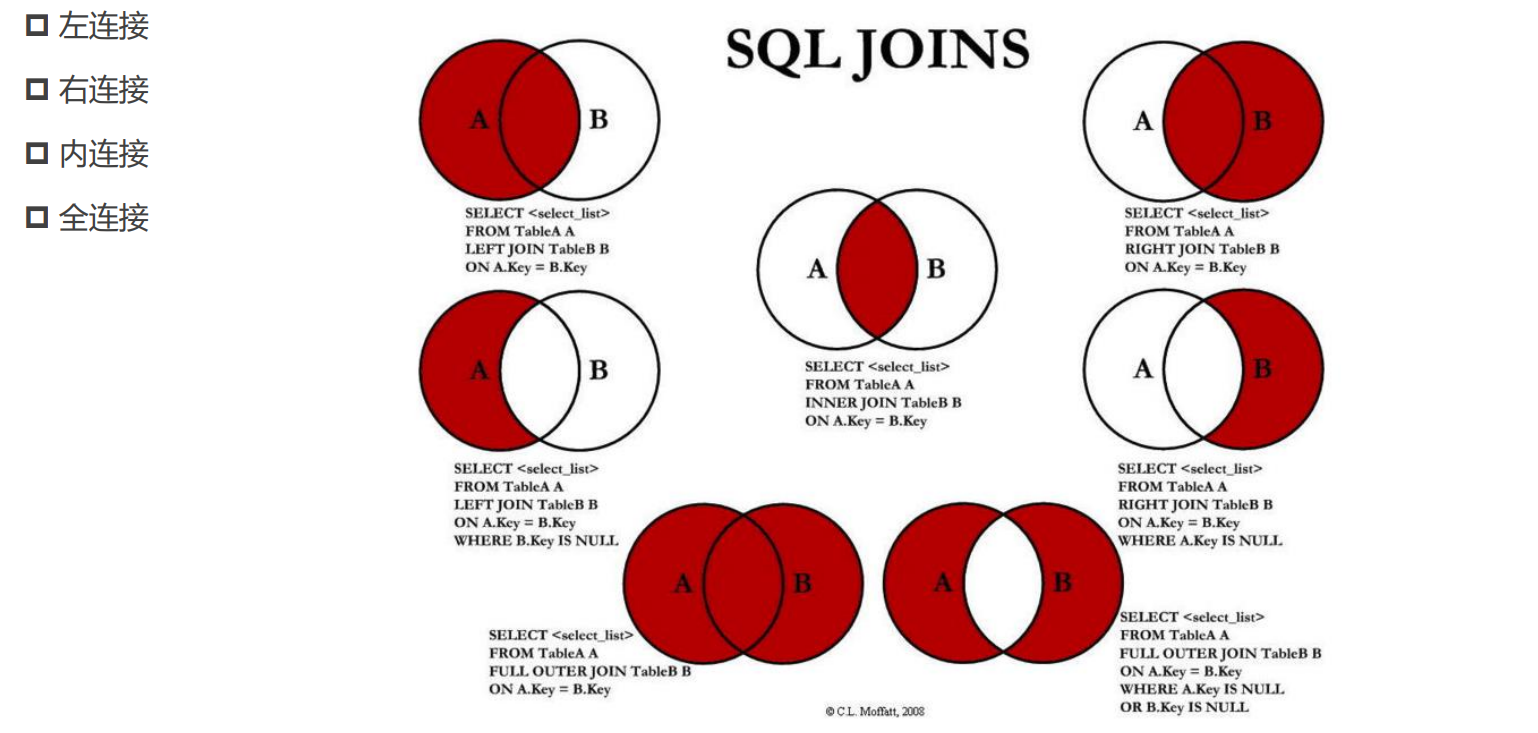 左连接
右连接
内连接
全连接
SQL JOINS
A
B
SELECT <select_list>
FROM TableA A
LEFT JOIN TableB B
ON A.Key = B.Key
A
B
SELECT <select_list>
FROM TableA A
RIGHT JOIN TableB B
ON A.Key = B.Key
A
B
SELECT <select_list>
FROM TableA A
INNER JOIN TableB B
ON A.Key = B.Key
A
B
SELECT <select_list>
FROM TableA A
LEFT JOIN TableB B
ON A.Key = B.Key
WHERE B.Key IS NULL
A
B
SELECT <select_list>
FROM TableA A
RIGHT JOIN TableB B
ON A.Key = B.Key
WHERE A.Key IS NULL
A
B
SELECT <select_list>
FROM TableA A
FULL OUTER JOIN TableB B
ON A.Key = B.Key
A
B
SELECT <select_list>
FROM TableA A
FULL OUTER JOIN TableB B
ON A.Key = B.Key
WHERE A.Key IS NULL
OR B.Key IS NULL
© C.L. Moffatt, 2008